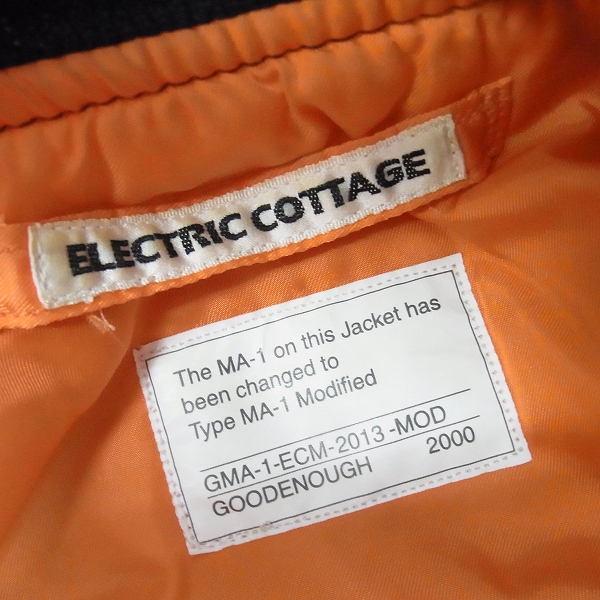 ELECTRIC COTTAGE
The MA-1 on this Jacket has
been changed to
Type MA-1 Modified
GMA-1-ECM-2013-MOD
GOODENOUGH 2000